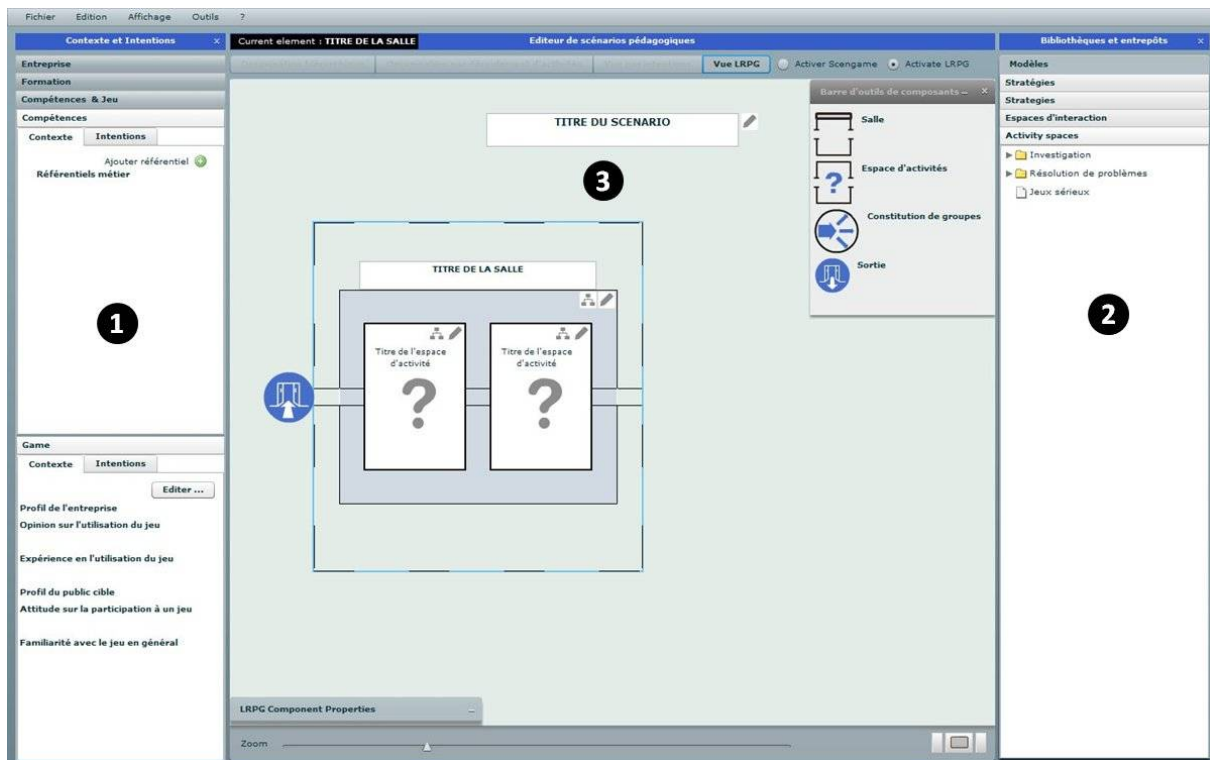 Fichier Edition Affichage Outils ?
Contexte et Intentions x
Current element : TITRE DE LA SALLE
Editeur de scénarios pédagogiques
Bibliothèques et entrepôts x
Entreprise
Formation
Compétences & Jeu
Compétences
Contexte Intentions
Ajouter référentiel
Référentiels métier
1
Game
Contexte Intentions
Editer ...
Profil de l'entreprise
Opinion sur l'utilisation du jeu
Expérience en l'utilisation du jeu
Profil du public cible
Attitude sur la participation à un jeu
Familiarité avec le jeu en général
Vue LRPG Activer Scengame Activate LRPG
TITRE DU SCENARIO
3
TITRE DE LA SALLE
Titre de l'espace
d'activité
?
Titre de l'espace
d'activité
?
Barre d'outils de composants
Salle
Espace d'activités
?
Constitution de groupes
Sortie
LRPG Component Properties
Zoom
Modèles
Stratégies
Strategies
Espaces d'interaction
Activity spaces
Investigation
Résolution de problèmes
Jeux sérieux
2